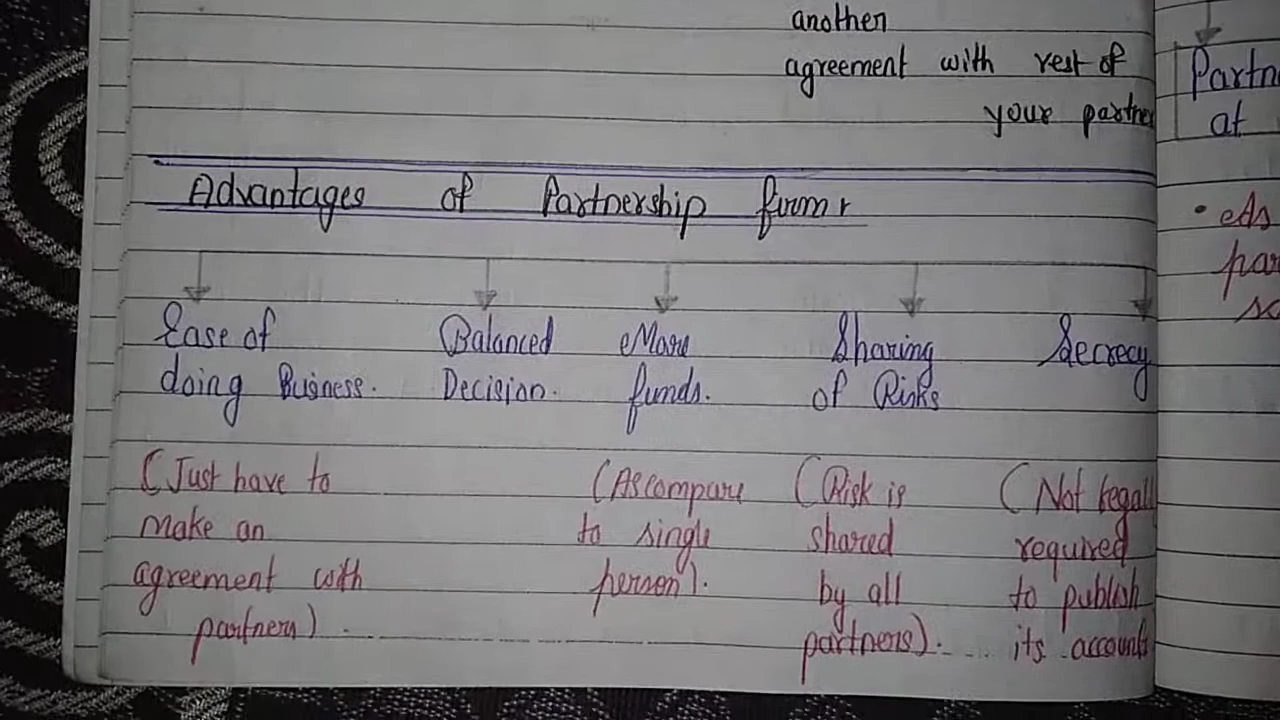 another
agreement with rest of
your partner
Advantages of Partnership firm
Ease of
doing Business.
Balanced
Decision.
More
funds.
Sharing
of Risks
Secrecy
(Just have to
make an
agreement with
partners)
(As compare
to single
person).
(Risk is
shared
by all
partners).
(Not legally
required
to publish
its accounts
Partn
at
• As
par